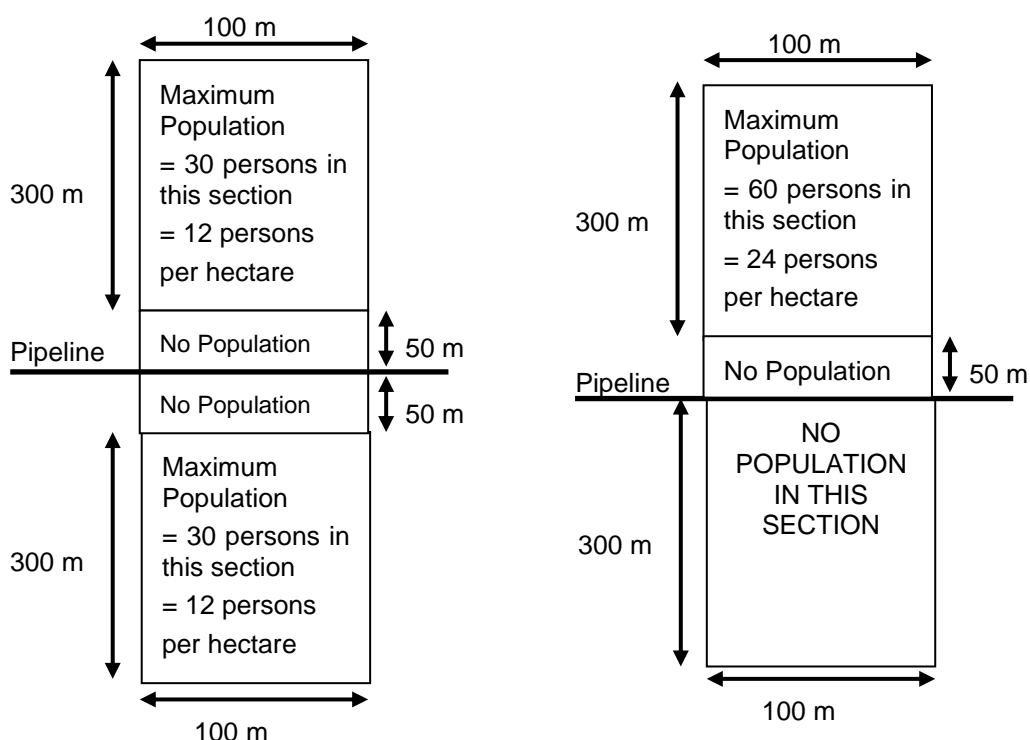 100 m
Maximum
Population
= 30 persons in
this section
= 12 persons
per hectare
300 m
No Population
50 m
Pipeline
No Population
50 m
Maximum
Population
= 30 persons in
this section
= 12 persons
per hectare
300 m
100 m
100 m
Maximum
Population
= 60 persons in
this section
= 24 persons
per hectare
300 m
No Population
50 m
Pipeline
NO
POPULATION
IN THIS
SECTION
300 m
100 m